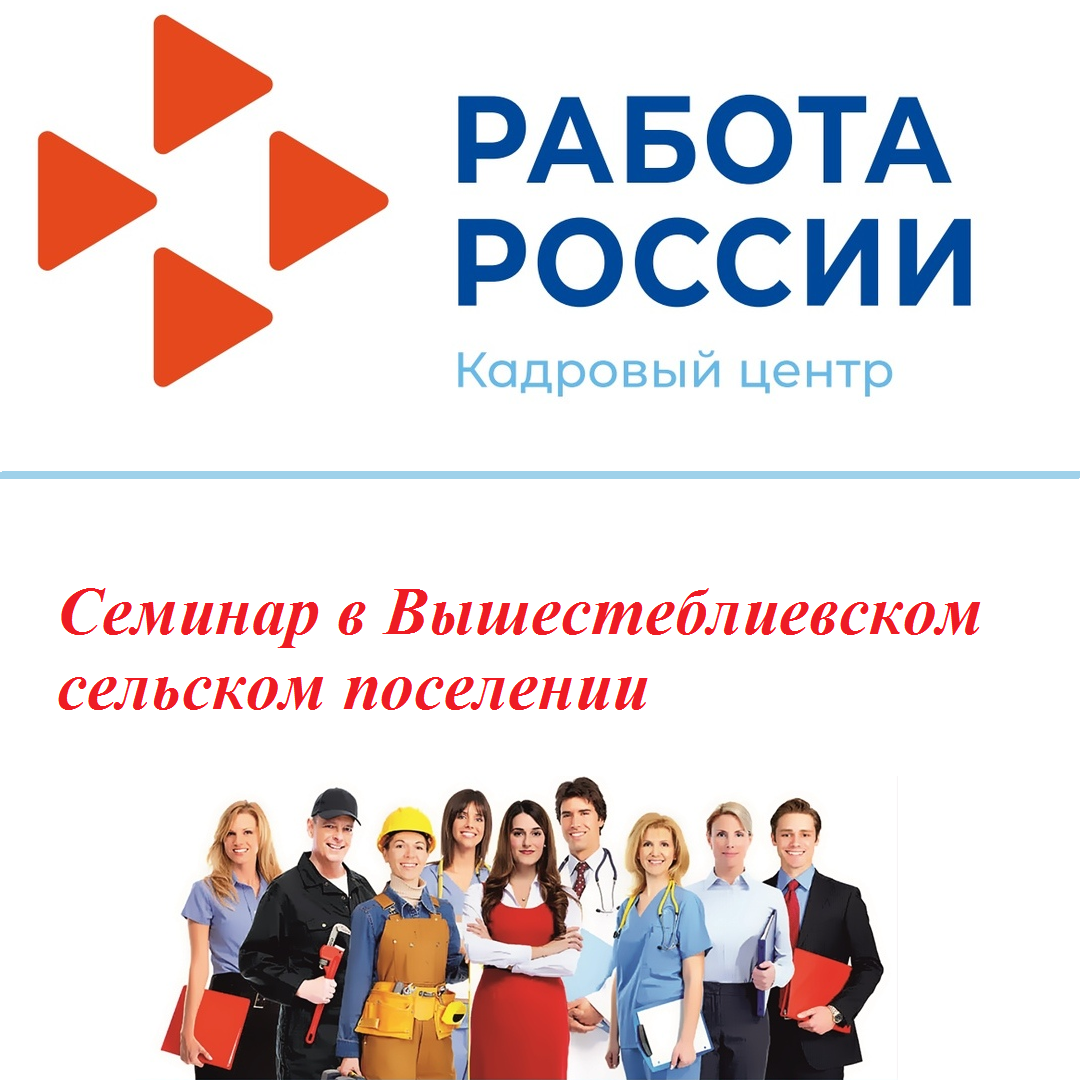 РАБОТА
РОССИИ
Кадровый центр
Семинар в Вышестеблиевском
сельском поселении